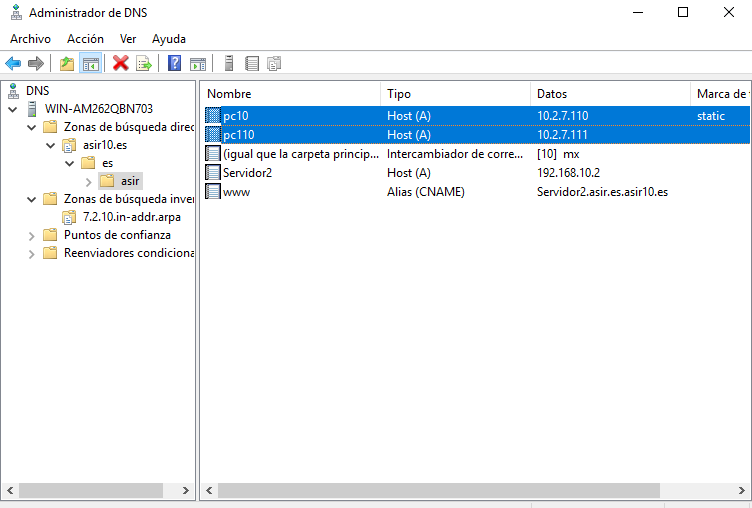 Administrador de DNS
Archivo Acción Ver Ayuda
DNS
WIN-AM262QBN703
Zonas de búsqueda direc
asir10.es
es
asir
Zonas de búsqueda inver
7.2.10.in-addr.arpa
Puntos de confianza
Reenviadores condiciona
Nombre Tipo Datos Marca de
pc10 Host (A) 10.2.7.110 static
pc110 Host (A) 10.2.7.111
(igual que la carpeta princip... Intercambiador de corre... [10] mx
Servidor2 Host (A) 192.168.10.2
www Alias (CNAME) Servidor2.asir.es.asir10.es